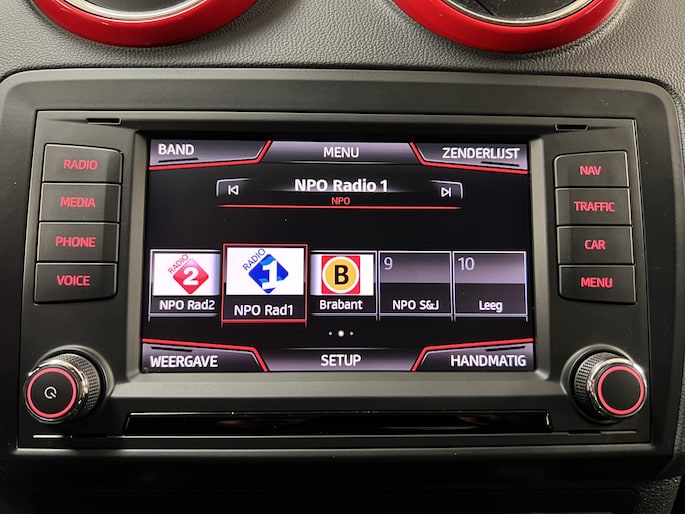 RADIO
MEDIA
PHONE
VOICE
BAND
MENU
ZENDERLIJST
NPO Radio 1
NPO
RADIO
2
NPO Rad2
RADIO
1
NPO Rad1
B
Brabant
9
NPO S&J
10
Leeg
WEERGAVE
SETUP
HANDMATIG
NAV
TRAFFIC
CAR
MENU